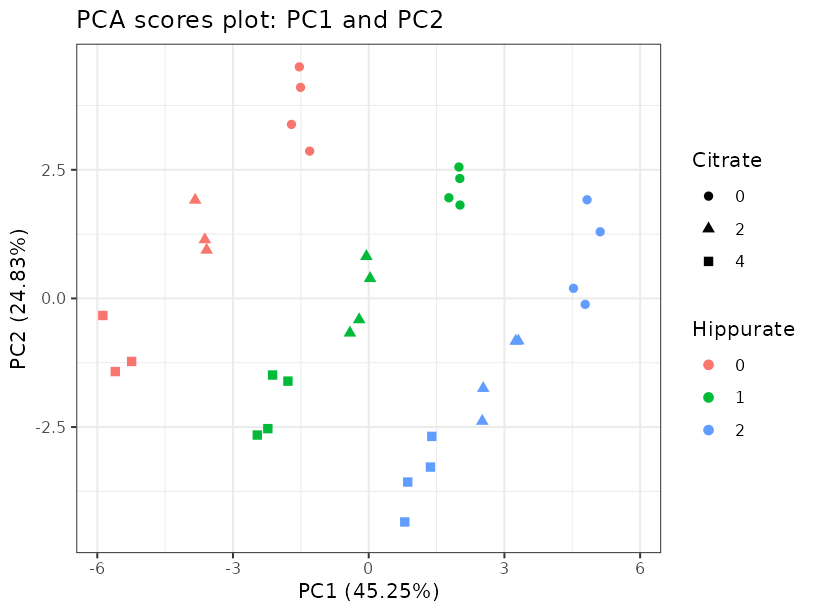 PCA scores plot: PC1 and PC2
PC2 (24.83%)
2.5
0.0
-2.5
-6
-3
0
3
6
PC1 (45.25%)
Citrate
0
2
4
Hippurate
0
1
2